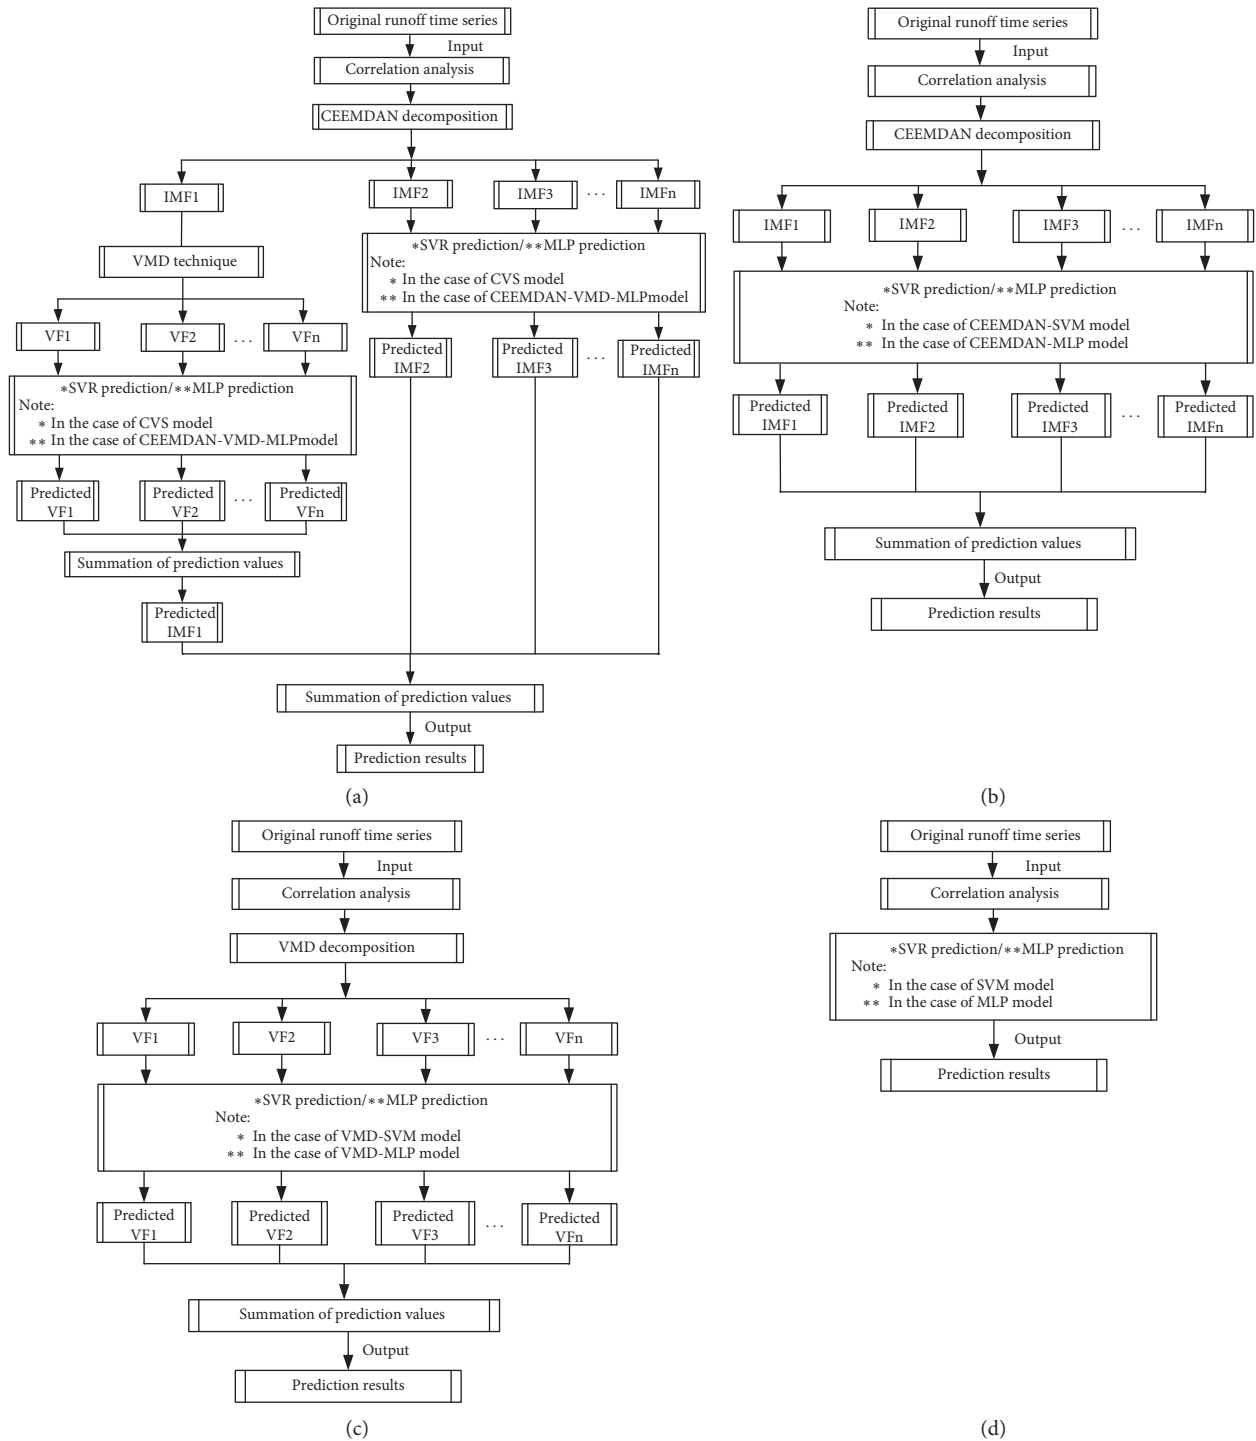 Original runoff time series
Input
Correlation analysis
CEEMDAN decomposition
IMF1
IMF2
IMF3
...
IMFn
VMD technique
∗SVR prediction/∗∗MLP prediction
Note:
∗ In the case of CVS model
∗∗ In the case of CEEMDAN-VMD-MLPmodel
VF1
VF2
...
VFn
Predicted
IMF2
Predicted
IMF3
...
Predicted
IMFn
∗SVR prediction/∗∗MLP prediction
Note:
∗ In the case of CVS model
∗∗ In the case of CEEMDAN-VMD-MLPmodel
Predicted
VF1
Predicted
VF2
...
Predicted
VFn
Summation of prediction values
Predicted
IMF1
Summation of prediction values
Output
Prediction results
(a)
Original runoff time series
Input
Correlation analysis
CEEMDAN decomposition
IMF1
IMF2
IMF3
...
IMFn
∗SVR prediction/∗∗MLP prediction
Note:
∗ In the case of CEEMDAN-SVM model
∗∗ In the case of CEEMDAN-MLP model
Predicted
IMF1
Predicted
IMF2
Predicted
IMF3
...
Predicted
IMFn
Summation of prediction values
Output
Prediction results
(b)
Original runoff time series
Input
Correlation analysis
VMD decomposition
VF1
VF2
VF3
...
VFn
∗SVR prediction/∗∗MLP prediction
Note:
∗ In the case of VMD-SVM model
∗∗ In the case of VMD-MLP model
Predicted
VF1
Predicted
VF2
Predicted
VF3
...
Predicted
VFn
Summation of prediction values
Output
Prediction results
(c)
Original runoff time series
Input
Correlation analysis
∗SVR prediction/∗∗MLP prediction
Note:
∗ In the case of SVM model
∗∗ In the case of MLP model
Output
Prediction results
(d)